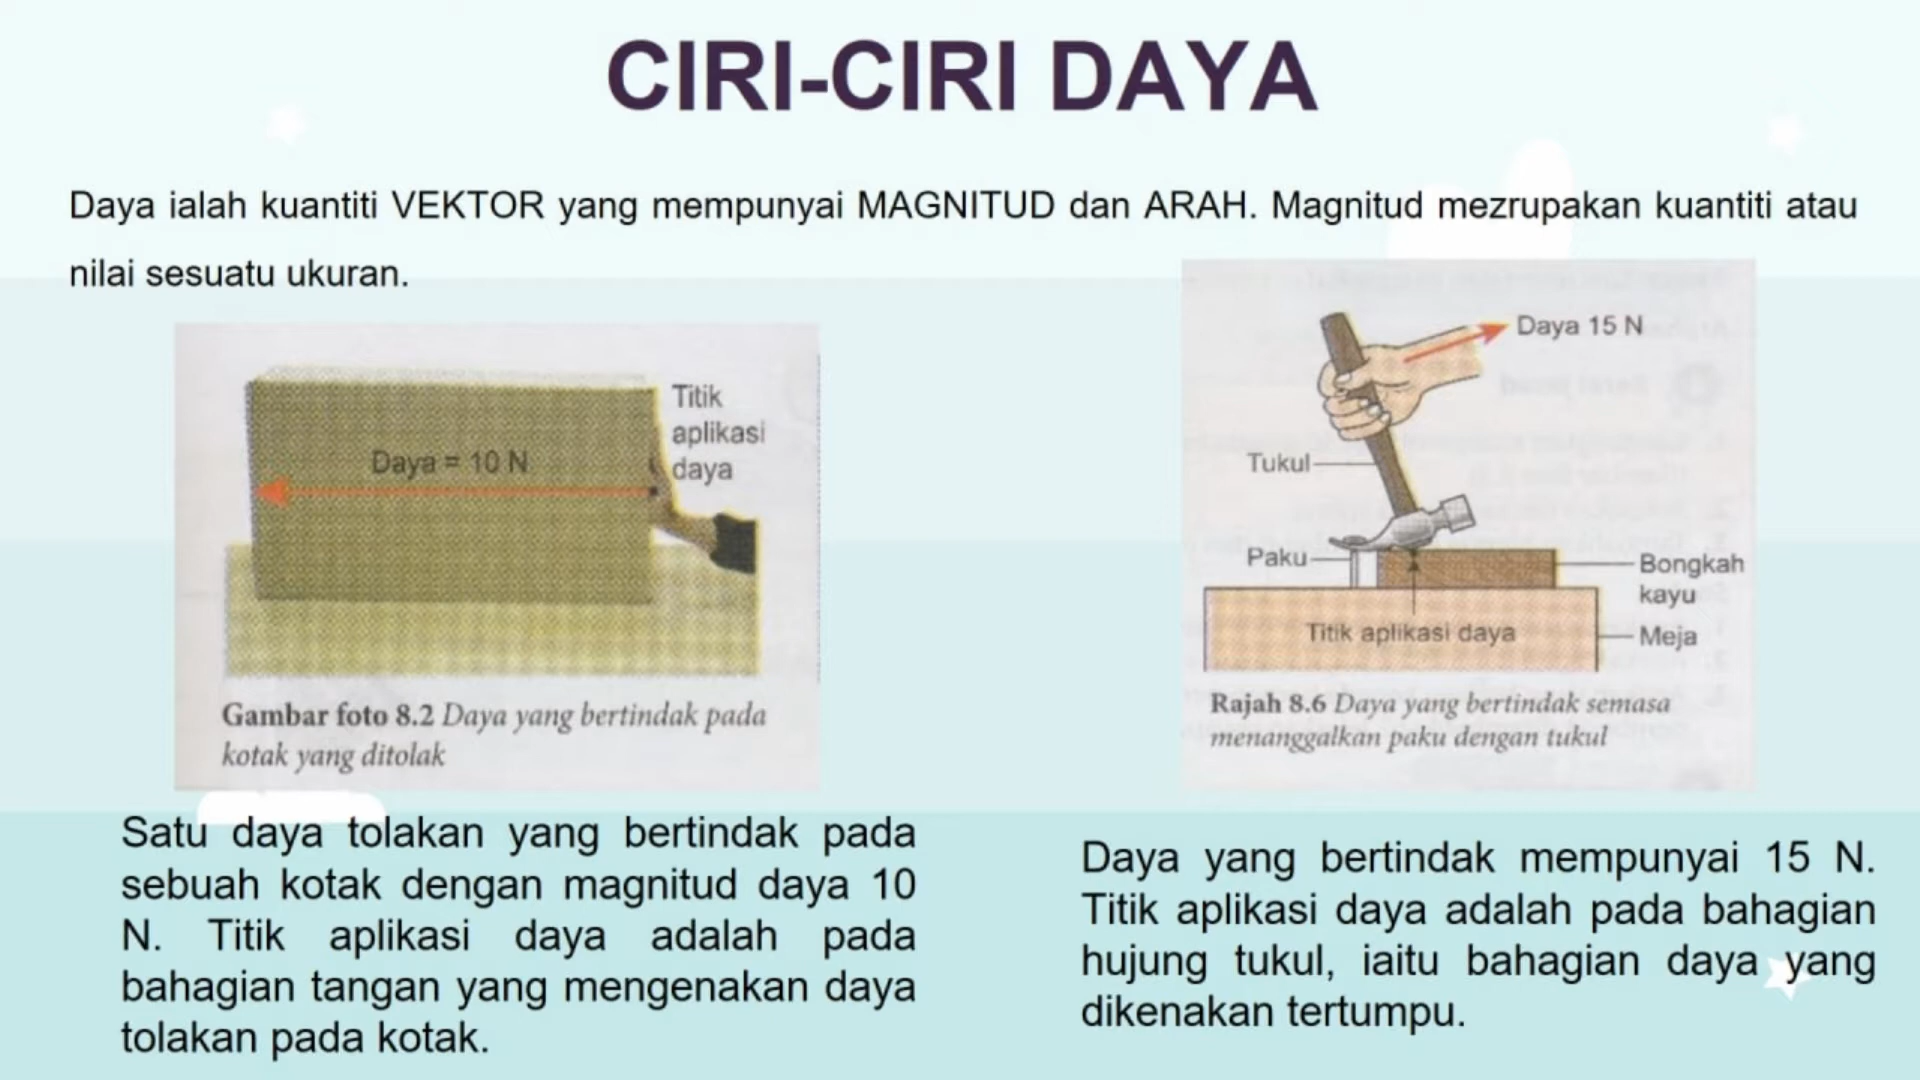 CIRI-CIRI DAYA
Daya ialah kuantiti VEKTOR yang mempunyai MAGNITUD dan ARAH. Magnitud mezrupakan kuantiti atau
nilai sesuatu ukuran.
Titik
aplikasi
daya
Daya = 10 N
Gambar foto 8.2 Daya yang bertindak pada
kotak yang ditolak
Satu daya tolakan yang bertindak pada
sebuah kotak dengan magnitud daya 10
N. Titik aplikasi daya adalah pada
bahagian tangan yang mengenakan daya
tolakan pada kotak.
Daya 15 N
Tukul
Paku
Bongkah
kayu
Titik aplikasi daya
Meja
Rajah 8.6 Daya yang bertindak semasa
menanggalkan paku dengan tukul
Daya yang bertindak mempunyai 15 N.
Titik aplikasi daya adalah pada bahagian
hujung tukul, iaitu bahagian daya yang
dikenakan tertumpu.